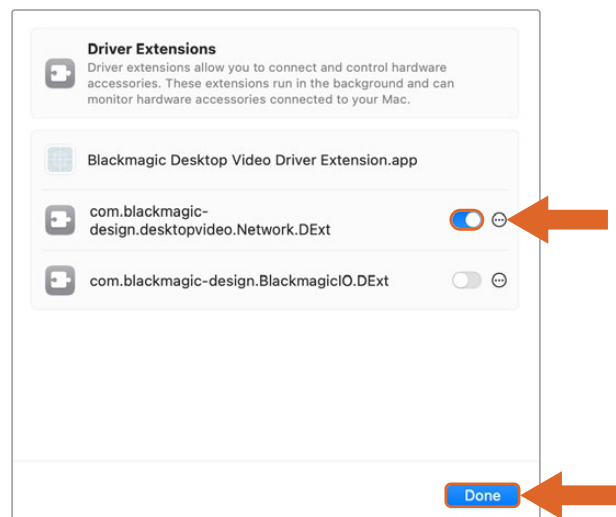 Driver Extensions
Driver extensions allow you to connect and control hardware
accessories. These extensions run in the background and can
monitor hardware accessories connected to your Mac.
Blackmagic Desktop Video Driver Extension.app
com.blackmagic-
design.desktopvideo.Network.DExt
com.blackmagic-design.BlackmagicIO.DExt
Done